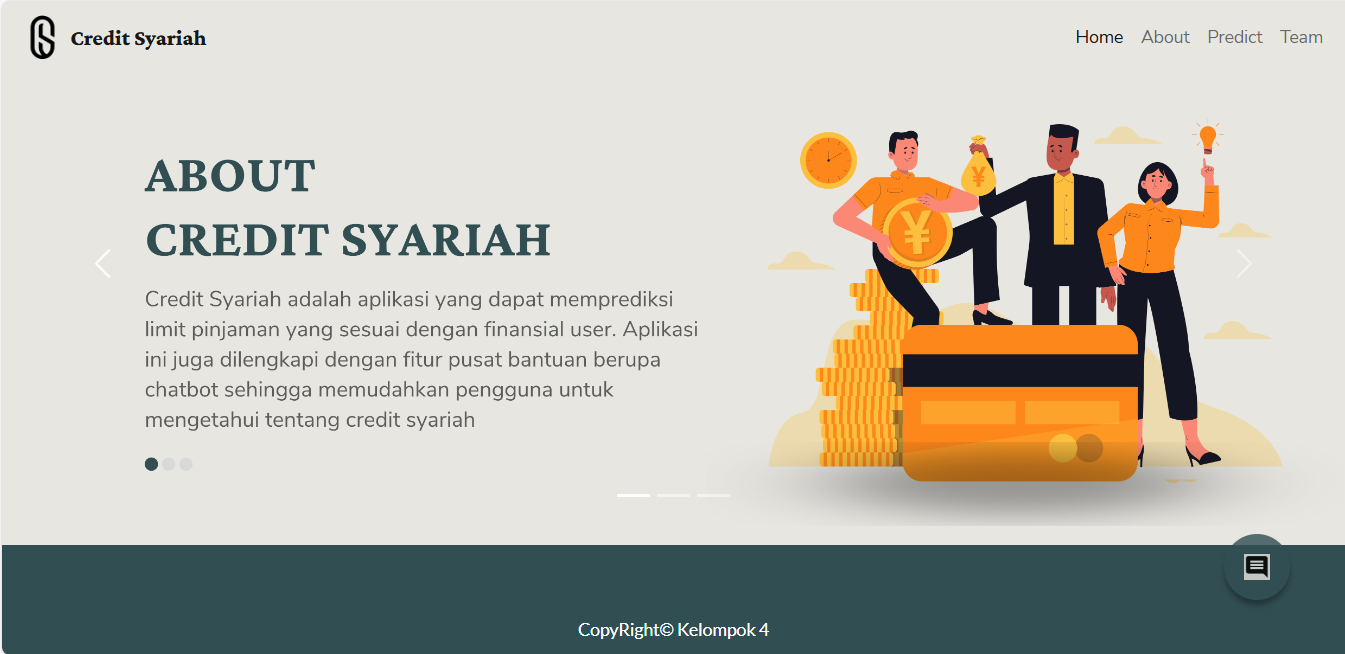 Credit Syariah
Home About Predict Team
ABOUT
CREDIT SYARIAH
Credit Syariah adalah aplikasi yang dapat memprediksi
limit pinjaman yang sesuai dengan finansial user. Aplikasi
ini juga dilengkapi dengan fitur pusat bantuan berupa
chatbot sehingga memudahkan pengguna untuk
mengetahui tentang credit syariah
¥
¥
CopyRight© Kelompok 4